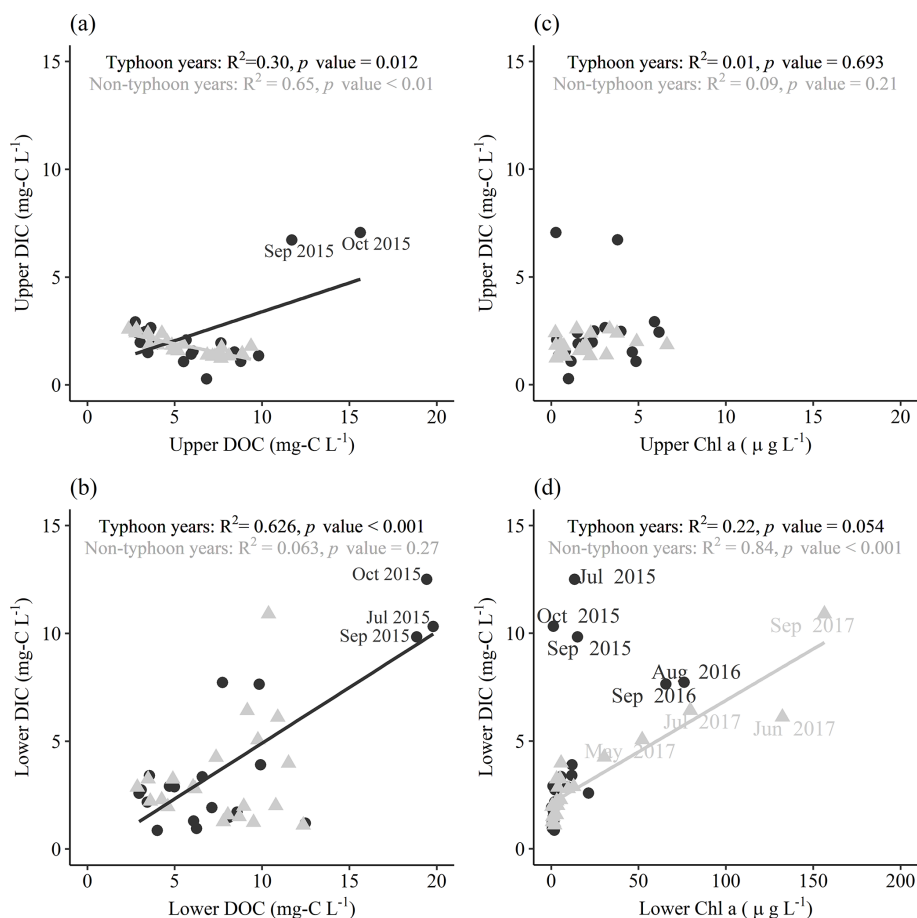 (a)
Typhoon years: R²=0.30, p value = 0.012
Non-typhoon years: R² = 0.65, p value < 0.01
15
10
5
0
Upper DIC (mg-C L⁻¹)
Sep 2015
Oct 2015
0 5 10 15 20
Upper DOC (mg-C L⁻¹)
(c)
Typhoon years: R² = 0.01, p value = 0.693
Non-typhoon years: R² = 0.09, p value = 0.21
15
10
5
0
Upper DIC (mg-C L⁻¹)
0 5 10 15 20
Upper Chl a ( μ g L⁻¹)
(b)
Typhoon years: R²= 0.626, p value < 0.001
Non-typhoon years: R² = 0.063, p value = 0.27
15
10
5
0
Lower DIC (mg-C L⁻¹)
Oct 2015
Jul 2015
Sep 2015
0 5 10 15 20
Lower DOC (mg-C L⁻¹)
(d)
Typhoon years: R² = 0.22, p value = 0.054
Non-typhoon years: R² = 0.84, p value < 0.001
15
10
5
0
Lower DIC (mg-C L⁻¹)
Jul 2015
Oct 2015
Sep 2015
Sep 2017
Aug 2016
Sep 2016
Jul 2017
Jun 2017
May 2017
0 50 100 150 200
Lower Chl a ( μ g L⁻¹)